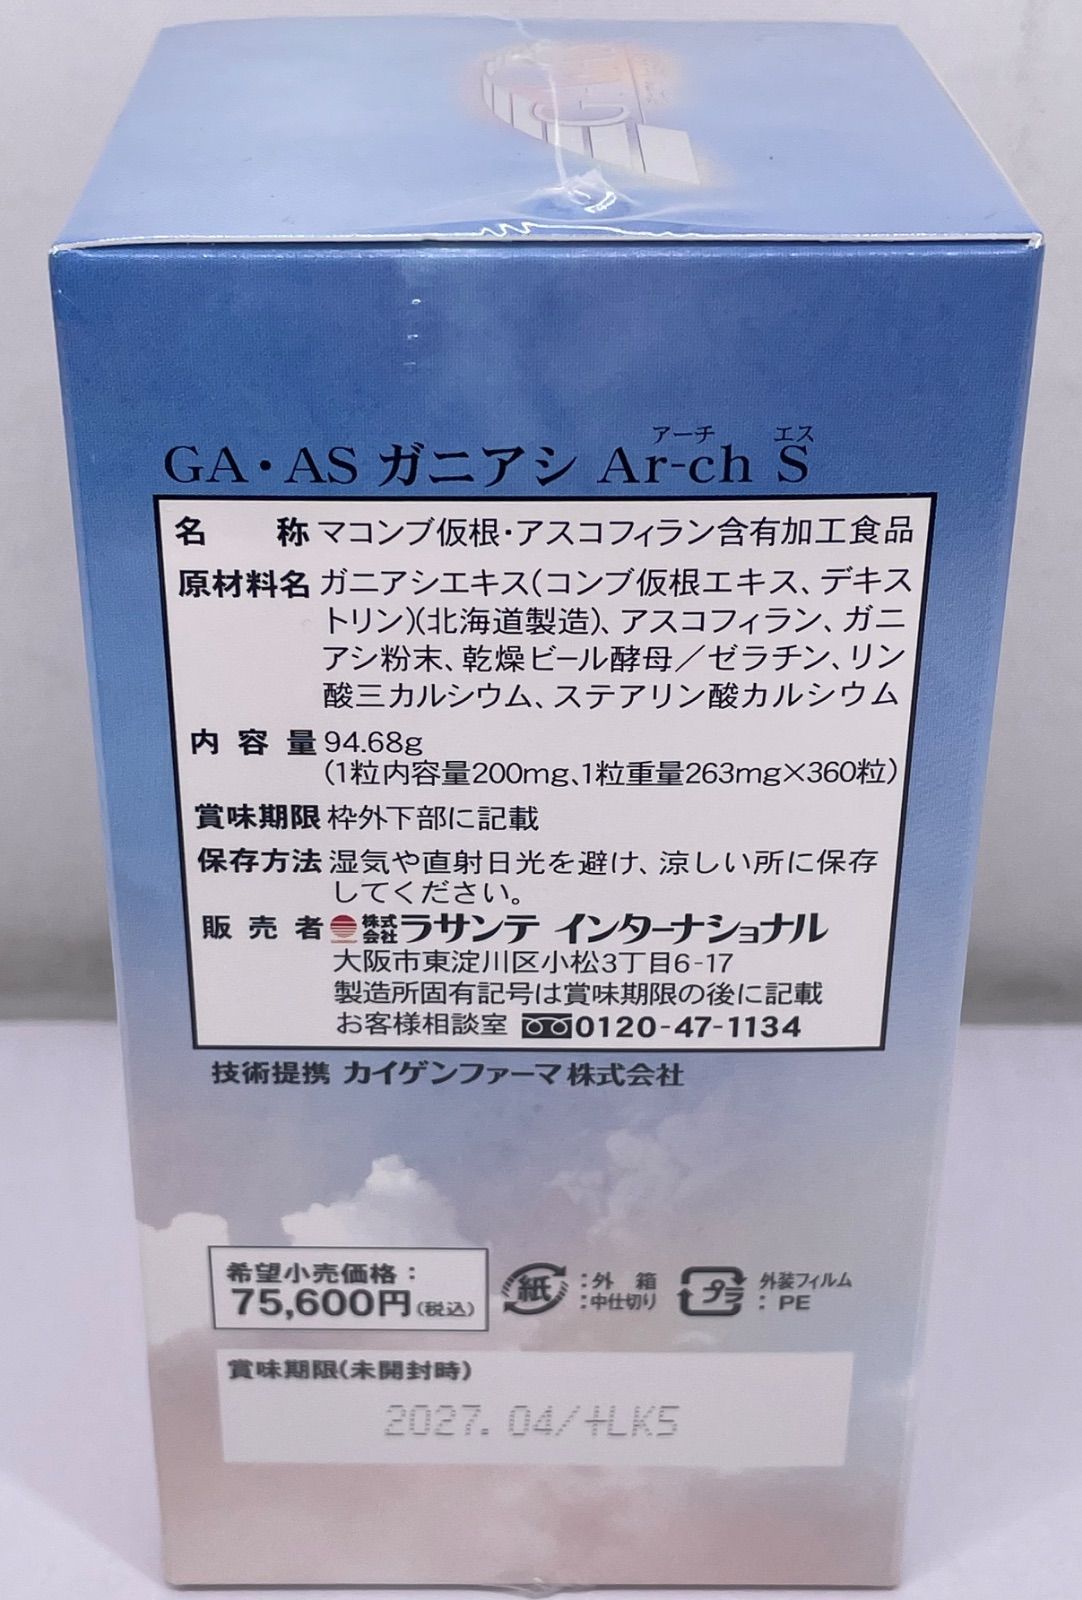 アーチ エス
GA・AS ガニアシ Ar-ch S
名 称 マコンブ仮根・アスコフィラン含有加工食品
原材料名 ガニアシエキス(コンブ仮根エキス、デキス
トリン)(北海道製造)、アスコフィラン、ガニ
アシ粉末、乾燥ビール酵母/ゼラチン、リン
酸三カルシウム、ステアリン酸カルシウム
内容量 94.68g
(1粒内容量200mg、1粒重量263mg×360粒)
賞味期限 枠外下部に記載
保存方法 湿気や直射日光を避け、涼しい所に保存
してください。
販売者 株式会社ラサンテ インターナショナル
大阪市東淀川区小松3丁目6-17
製造所固有記号は賞味期限の後に記載
お客様相談室 0120-47-1134
技術提携 カイゲンファーマ株式会社
希望小売価格:
75,600円(税込)
紙 :外箱
:中仕切り
プラ 外装フィルム
: PE
賞味期限(未開封時)
2027.04/+LK5